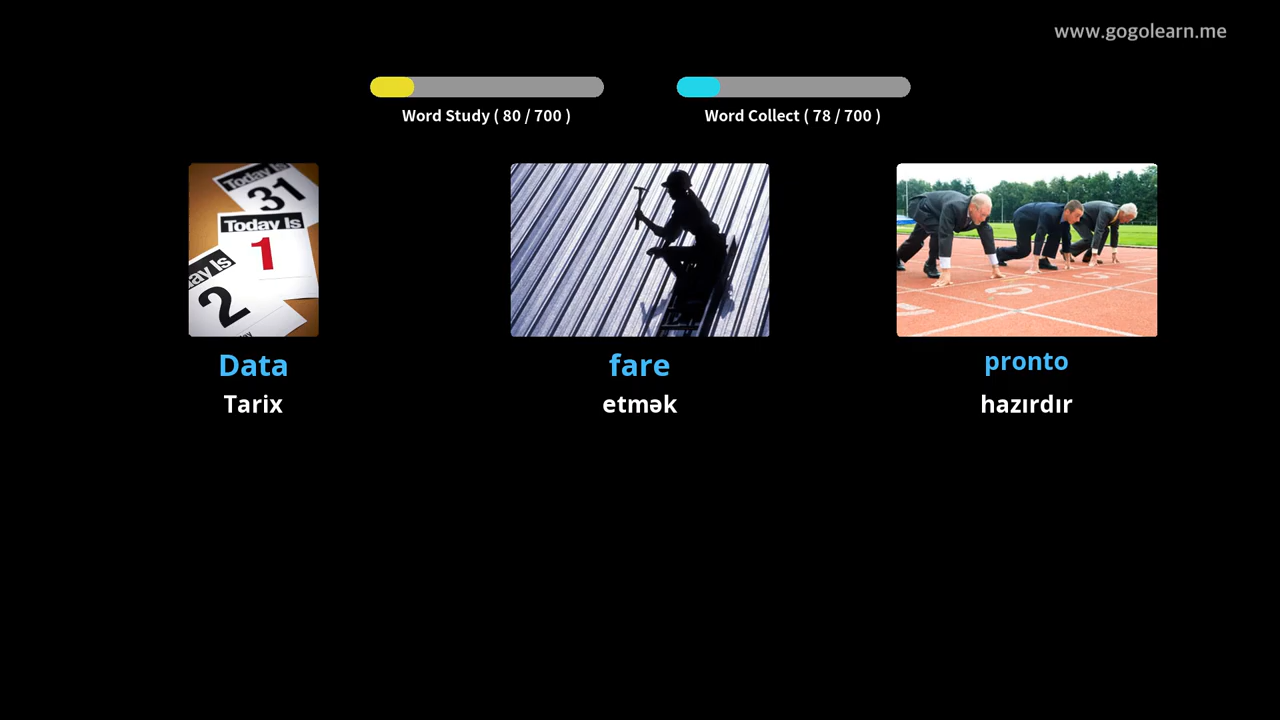 www.gogolearn.me
Word Study ( 80 / 700 )
Word Collect ( 78 / 700 )
Today Is
31
Today Is
1
ay Is
2
Data
Tarix
fare
etmək
pronto
hazırdır